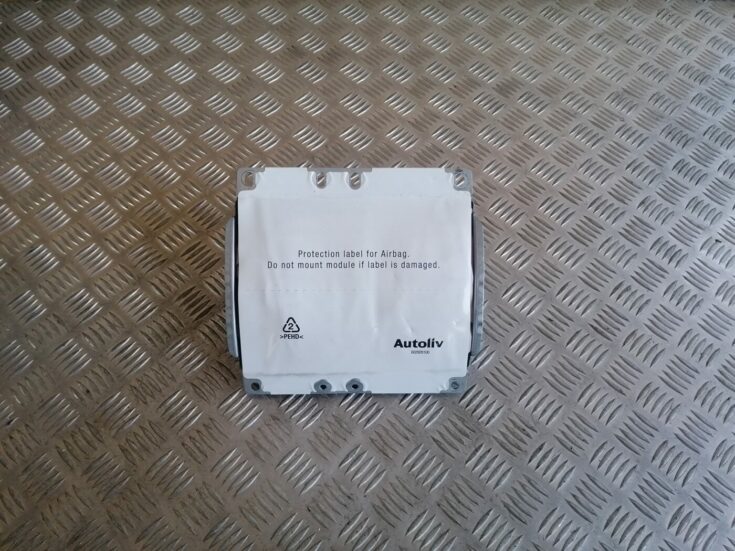 Protection label for Airbag.
Do not mount module if label is damaged.
2
>PEHD<
Autoliv